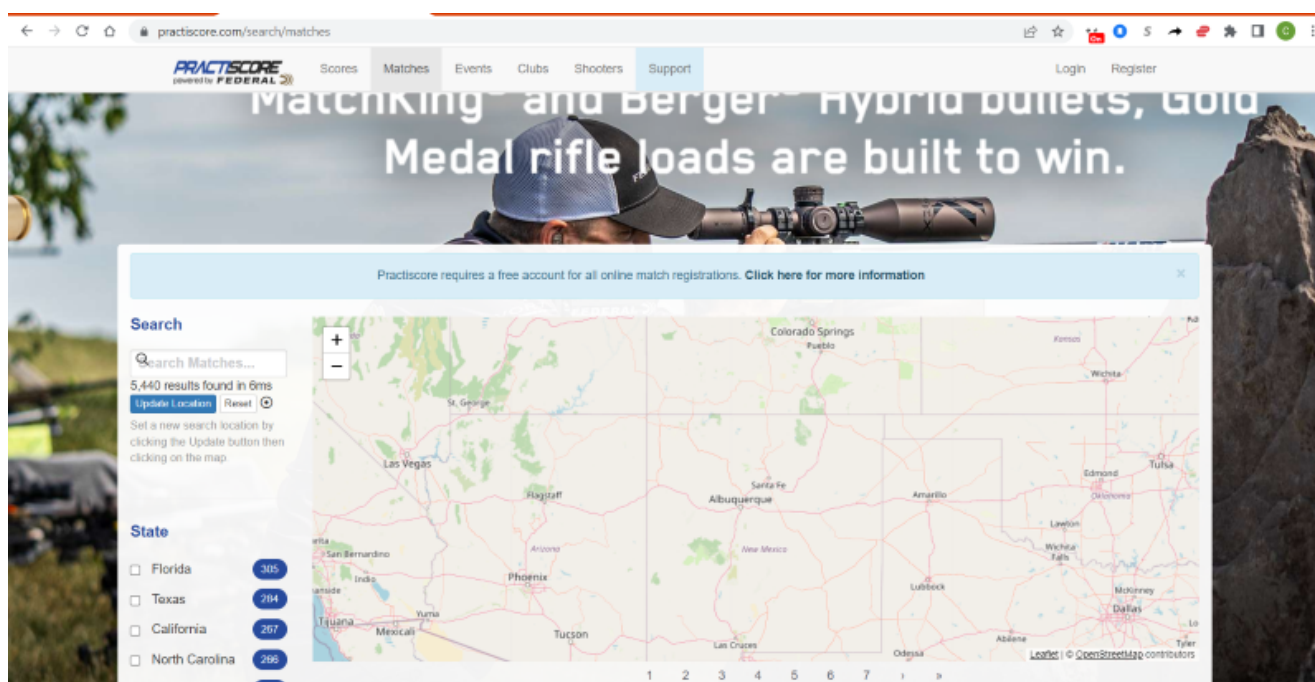 practiscore.com/search/matches
On
S
C
PRACTISCORE
powered by FEDERAL
Scores
Matches
Events
Clubs
Shooters
Support
Login
Register
MatchKing® and Berger™ Hybrid bullets, Gold
Medal rifle loads are built to win.
Practiscore requires a free account for all online match registrations. Click here for more information
×
Search
Search Matches...
5,440 results found in 6ms
Update Location
Reset
Set a new search location by
clicking the Update button then
clicking on the map.
State
Florida 305
Texas 284
California 267
North Carolina 266
+
−
Colorado Springs
Pueblo
Kansas
Wichita
St. George
Las Vegas
Flagstaff
Santa Fe
Albuquerque
Amarillo
Edmond
Tulsa
Oklahoma
Lawton
Wichita
Falls
San Bernardino
Arizona
New Mexico
Indio
Phoenix
Lubbock
McKinney
Dallas
Tijuana
Mexicali
Yuma
Tucson
Las Cruces
Odessa
Abilene
Tyler
Leaflet | © OpenStreetMap contributors
1 2 3 4 5 6 7 › »